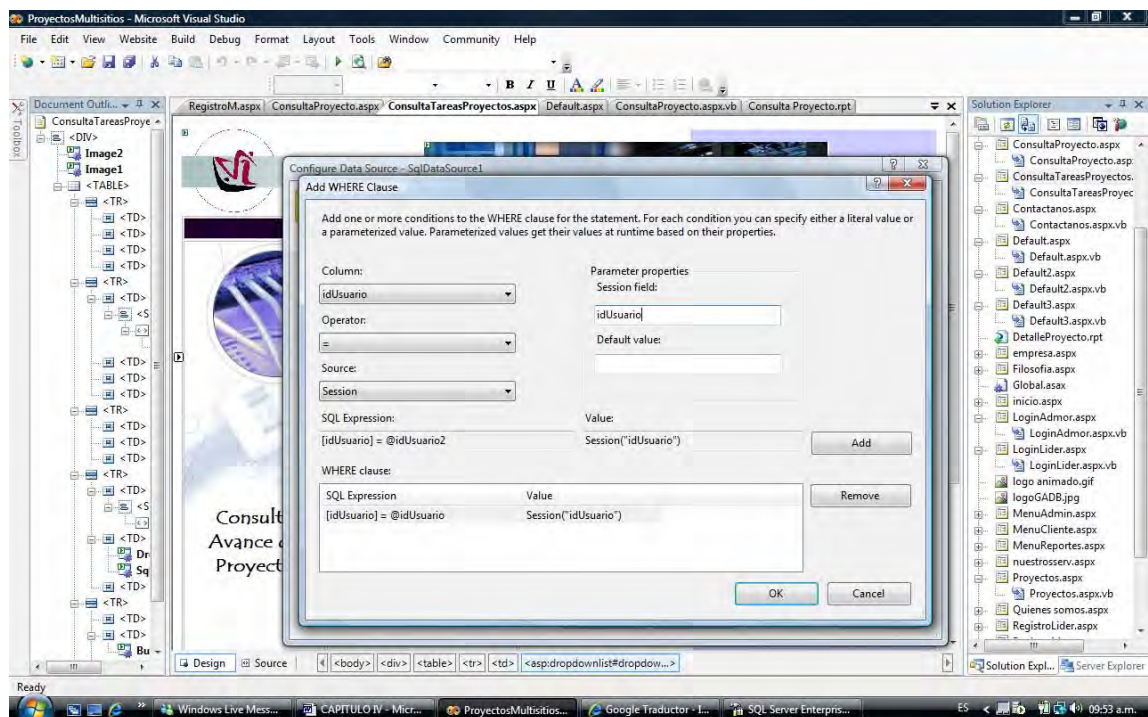 ProyectosMultisitios - Microsoft Visual Studio
File Edit View Website Build Debug Format Layout Tools Window Community Help
B I U A
Document Outli...
RegistroM.aspx ConsultaProyecto.aspx ConsultaTareasProyectos.aspx Default.aspx ConsultaProyecto.aspx.vb Consulta Proyecto.rpt
Solution Explorer
Toolbox
ConsultaTareasProye
<DIV>
Image2
Image1
<TABLE>
<TR>
<TD>
<TD>
<TD>
<TD>
<TR>
<TD>
<S
<TD>
<TD>
<TD>
<TR>
<TD>
<TD>
<TD>
<TR>
<TD>
<S
<TD>
Dr
Sq
<TD>
<TR>
<TD>
<TD>
Bu
Consult
Avance
Proyect
Configure Data Source - SqlDataSource1
Add WHERE Clause
Add one or more conditions to the WHERE clause for the statement. For each condition you can specify either a literal value or
a parameterized value. Parameterized values get their values at runtime based on their properties.
Column:
idUsuario
Operator:
=
Source:
Session
Parameter properties
Session field:
idUsuario
Default value:
SQL Expression: Value:
[idUsuario] = @idUsuario2 Session("idUsuario")
Add
WHERE clause:
SQL Expression Value
[idUsuario] = @idUsuario Session("idUsuario")
Remove
OK Cancel
ConsultaProyecto.aspx
ConsultaProyecto.asp
ConsultaTareasProyectos.
ConsultaTareasProyec
Contactanos.aspx
Contactanos.aspx.vb
Default.aspx
Default.aspx.vb
Default2.aspx
Default2.aspx.vb
Default3.aspx
Default3.aspx.vb
DetalleProyecto.rpt
empresa.aspx
Filosofia.aspx
Global.asax
inicio.aspx
LoginAdmor.aspx
LoginAdmor.aspx.vb
LoginLider.aspx
LoginLider.aspx.vb
logo animado.gif
logoGADB.jpg
MenuAdmin.aspx
MenuCliente.aspx
MenuReportes.aspx
nuestrosserv.aspx
Proyectos.aspx
Proyectos.aspx.vb
Quienes somos.aspx
RegistroLider.aspx
Design Source <body> <div> <table> <tr> <td> <asp:dropdownlist#dropdow...>
Solution Expl... Server Explorer
Ready
Windows Live Mess... CAPITULO IV - Micr... ProyectosMultisitios... Google Traductor - I... SQL Server Enterpris... ES 09:53 a.m.